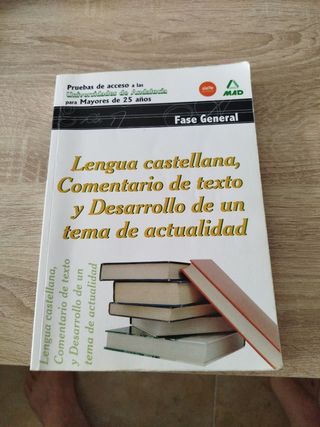 Pruebas de acceso a las
Universidades de Andalucía
para Mayores de 25 años
MAD
Fase General
Lengua castellana,
Comentario de texto
y Desarrollo de un
tema de actualidad
Lengua castellana,
Comentario de texto
y Desarrollo de un
tema de actualidad